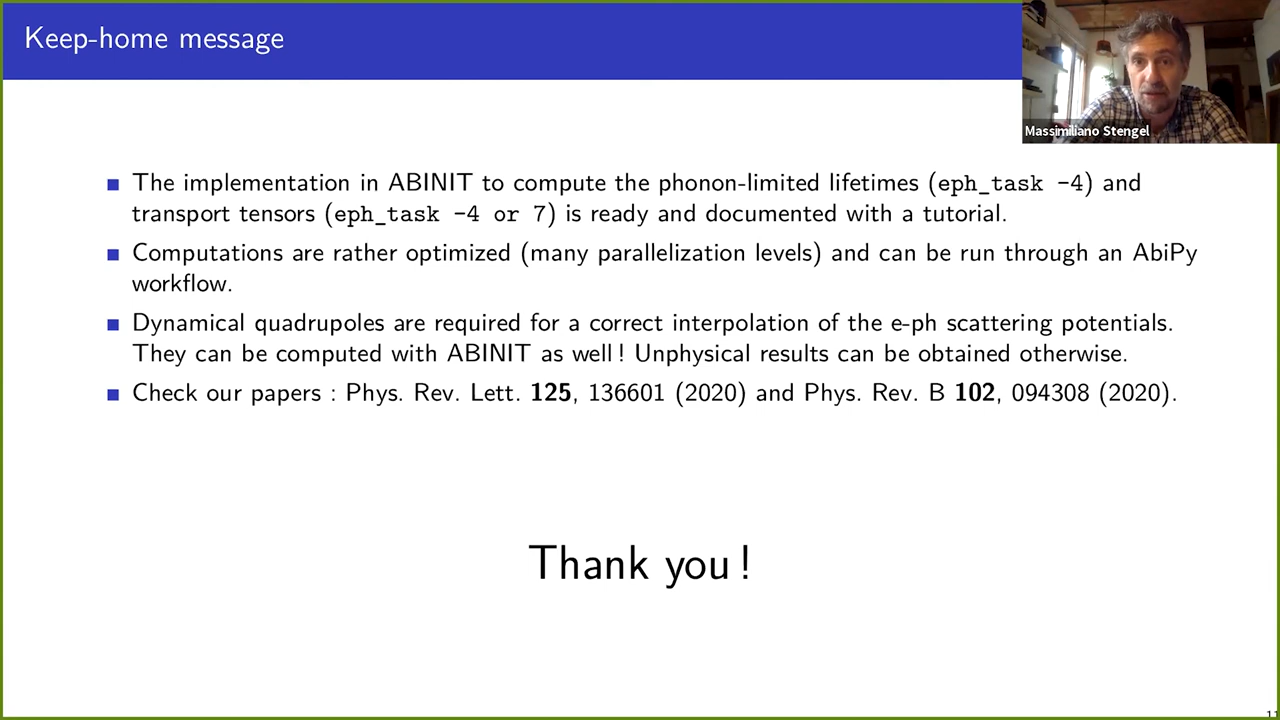 Keep-home message
Massimiliano Stengel
■ The implementation in ABINIT to compute the phonon-limited lifetimes (eph_task -4) and
transport tensors (eph_task -4 or 7) is ready and documented with a tutorial.
■ Computations are rather optimized (many parallelization levels) and can be run through an AbiPy
workflow.
■ Dynamical quadrupoles are required for a correct interpolation of the e-ph scattering potentials.
They can be computed with ABINIT as well ! Unphysical results can be obtained otherwise.
■ Check our papers : Phys. Rev. Lett. 125, 136601 (2020) and Phys. Rev. B 102, 094308 (2020).
Thank you !